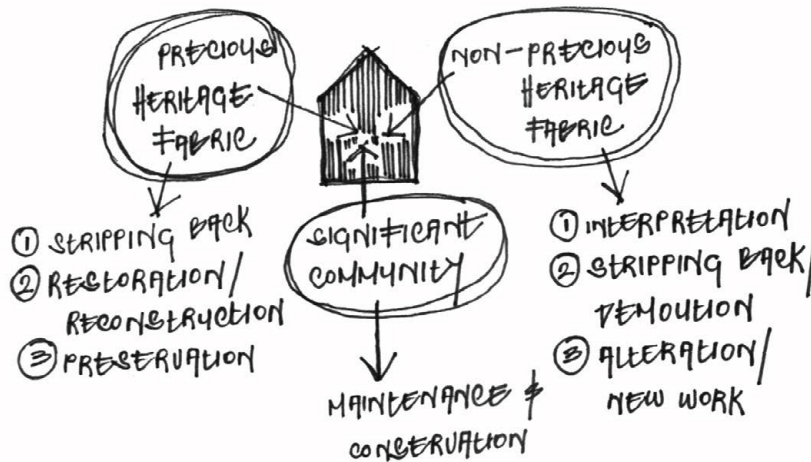 PRECIOUS
HERITAGE
FABRIC
NON-PRECIOUS
HERITAGE
FABRIC
① STRIPPING BACK
② RESTORATION/
RECONSTRUCTION
③ PRESERVATION
SIGNIFICANT
COMMUNITY
MAINTENANCE &
CONSERVATION
① INTERPRETATION
② STRIPPING BACK/
DEMOLITION
③ ALTERATION/
NEW WORK